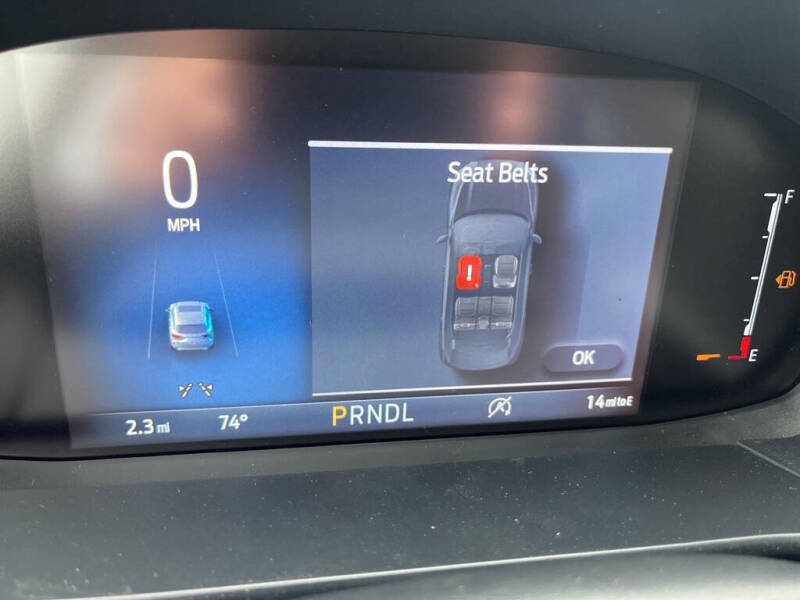 Seat Belts
0
MPH
F
!
OK
E
2.3 mi 74° PRNDL 14 mi to E